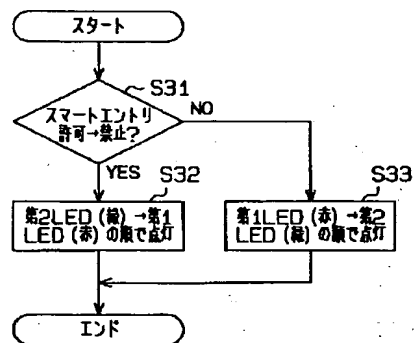 スタート
S31
スマートエントリ
許可→禁止?
NO
YES
S32
第2LED (緑) →第1
LED (赤) の順で点灯
S33
第1LED (赤) →第2
LED (緑) の順で点灯
エンド